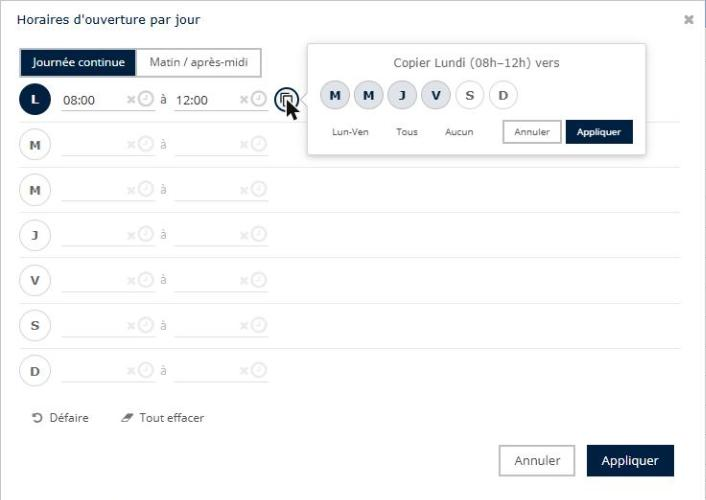 Horaires d'ouverture par jour
Journée continue Matin / après-midi
Copier Lundi (08h–12h) vers
M M J V S D
Lun-Ven Tous Aucun Annuler Appliquer
L 08:00 à 12:00
M à
M à
J à
V à
S à
D à
Défaire Tout effacer
Annuler Appliquer